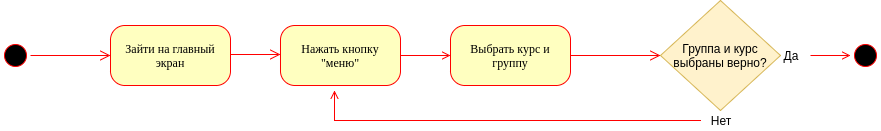 Зайти на главный
экран
Нажать кнопку
"меню"
Выбрать курс и
группу
Группа и курс
выбраны верно?
Да
Нет